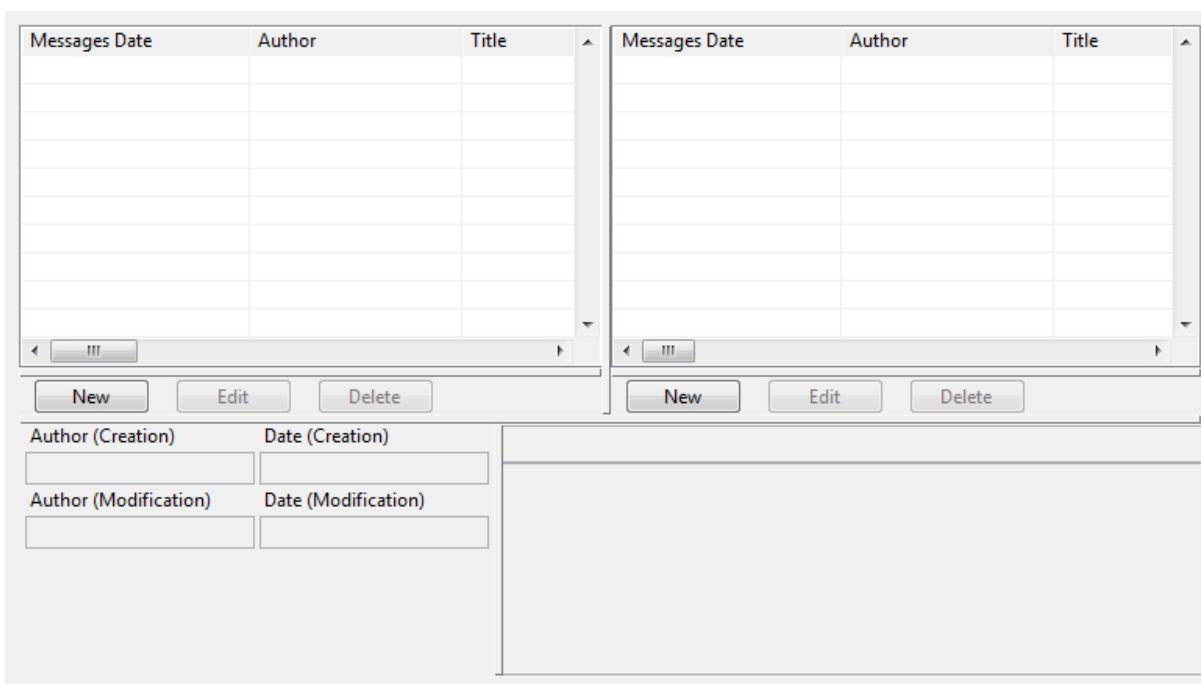 Messages Date Author Title Messages Date Author Title
New Edit Delete New Edit Delete
Author (Creation) Date (Creation)
Author (Modification) Date (Modification)